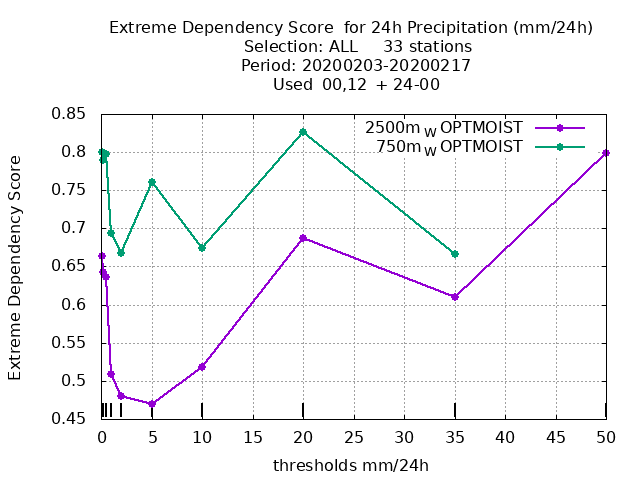 Extreme Dependency Score  for 24h Precipitation (mm/24h)
Selection: ALL     33 stations
Period: 20200203-20200217
Used  00,12  + 24-00
2500m W OPTMOIST
750m W OPTMOIST
0.85
0.8
0.75
0.7
0.65
0.6
0.55
0.5
0.45
Extreme Dependency Score
0 5 10 15 20 25 30 35 40 45 50
thresholds mm/24h